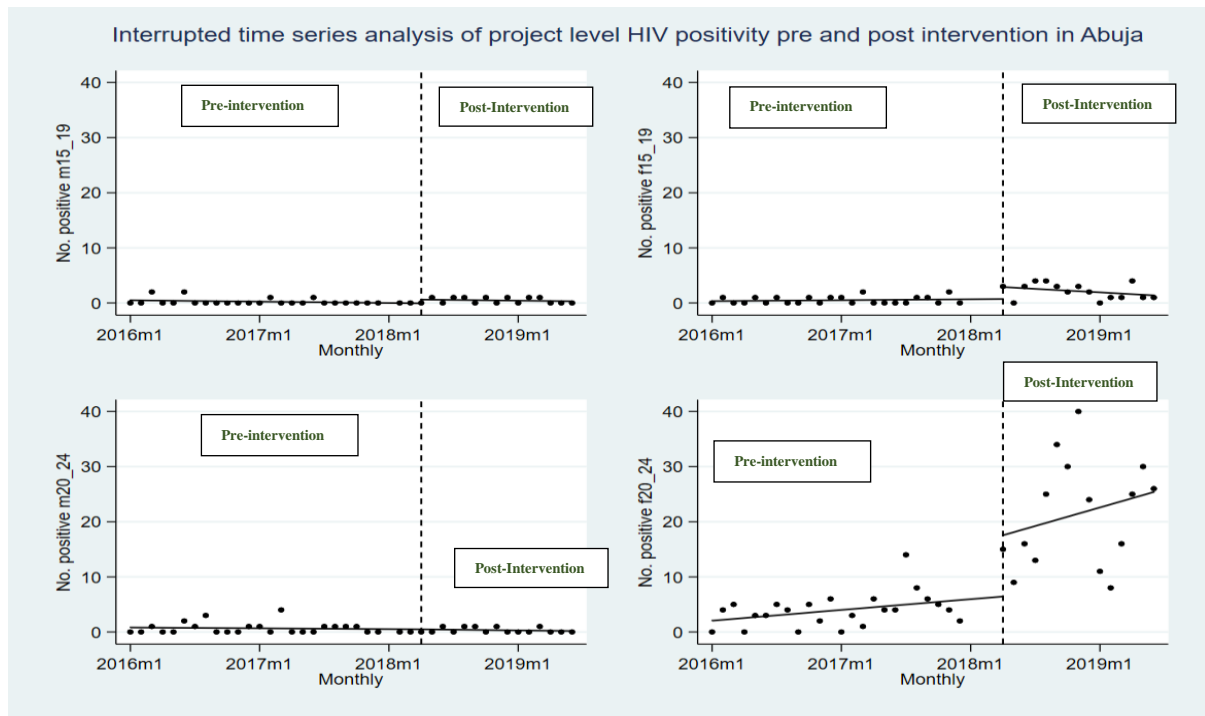 Interrupted time series analysis of project level HIV positivity pre and post intervention in Abuja
No. positive m15_19
40
30
20
10
0
Pre-intervention
Post-Intervention
2016m1 2017m1 2018m1 2019m1
Monthly
No. positive f15_19
40
30
20
10
0
Pre-intervention
Post-Intervention
2016m1 2017m1 2018m1 2019m1
Monthly
No. positive m20_24
40
30
20
10
0
Pre-intervention
Post-Intervention
2016m1 2017m1 2018m1 2019m1
Monthly
No. positive f20_24
40
30
20
10
0
Pre-intervention
Post-Intervention
2016m1 2017m1 2018m1 2019m1
Monthly